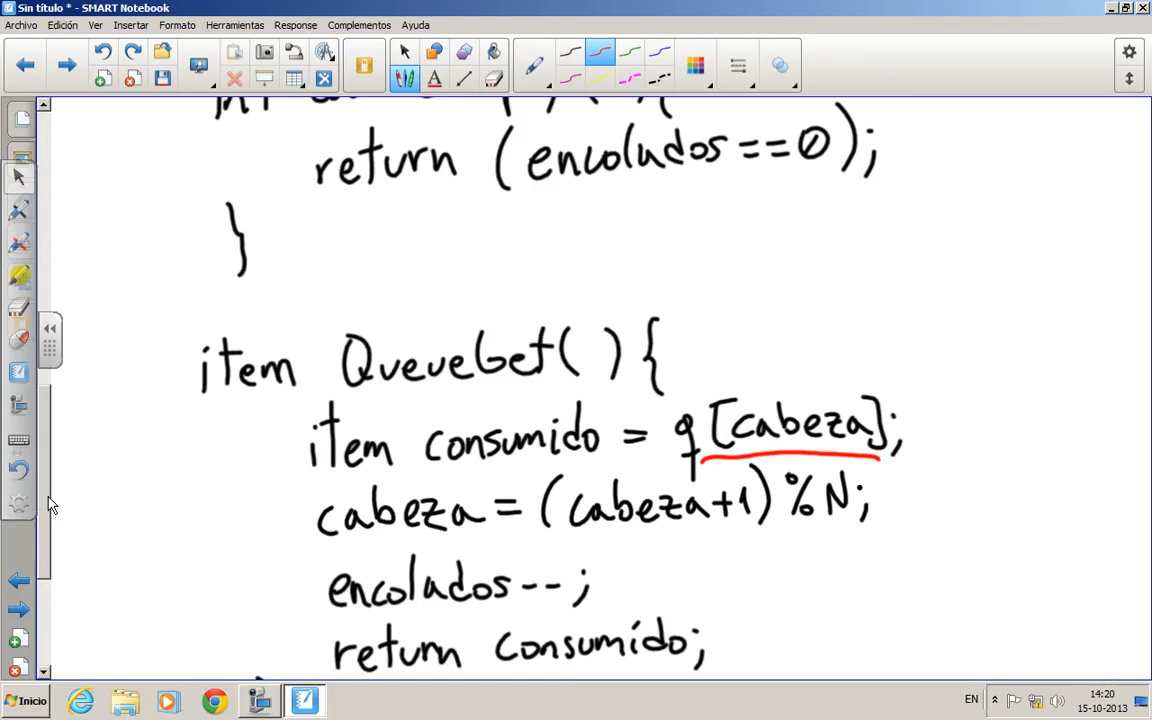 Sin título * - SMART Notebook
Archivo Edición Ver Insertar Formato Herramientas Response Complementos Ayuda
return (encolados==0);
}
item QueueGet( ) {
item consumido = q[cabeza];
cabeza = (cabeza+1) % N;
encolados--;
return consumido;
Inicio
EN
14:20
15-10-2013